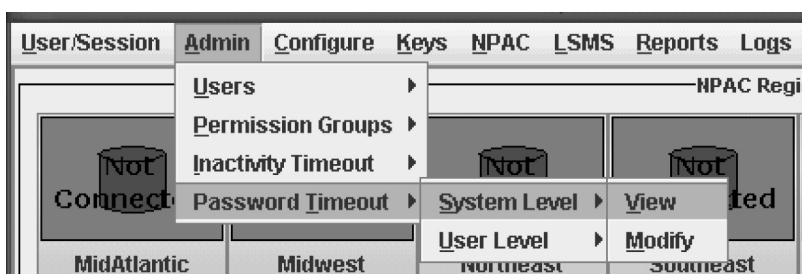 User/Session Admin Configure Keys NPAC LSMS Reports Logs
Users
NPAC Regi
Permission Groups
Not Not Not
Inactivity Timeout
Connect ted
Password Timeout System Level View
User Level Modify
MidAtlantic Midwest Northeast Southeast